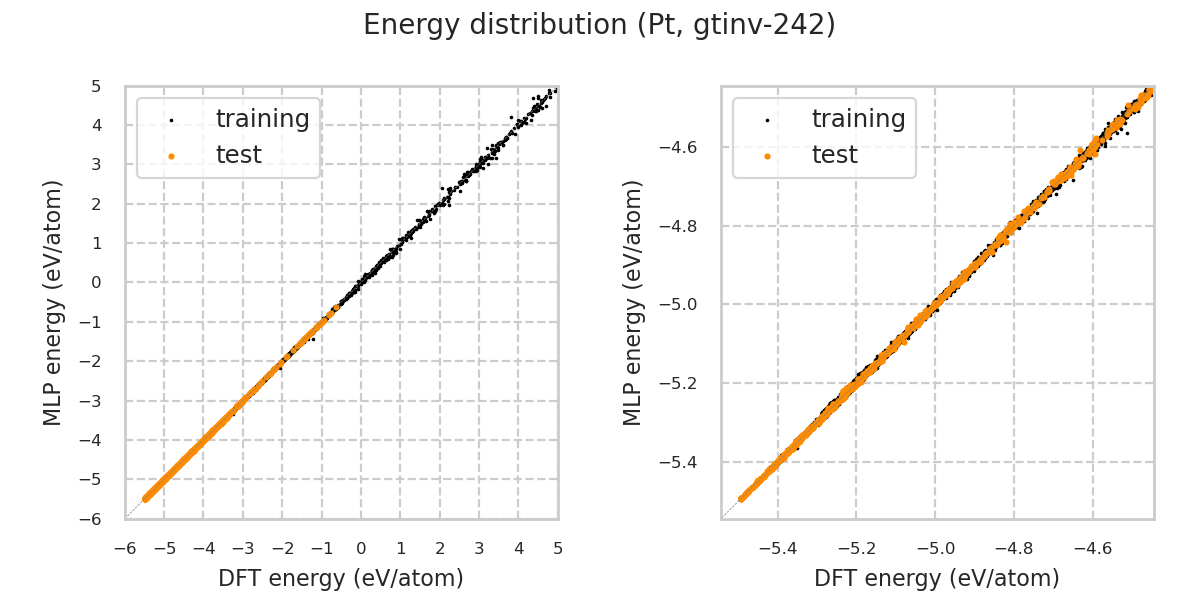 Energy distribution (Pt, gtinv-242)
MLP energy (eV/atom)
5
4
3
2
1
0
−1
−2
−3
−4
−5
−6
training
test
−6 −5 −4 −3 −2 −1 0 1 2 3 4 5
DFT energy (eV/atom)
MLP energy (eV/atom)
−4.6
−4.8
−5.0
−5.2
−5.4
training
test
−5.4 −5.2 −5.0 −4.8 −4.6
DFT energy (eV/atom)